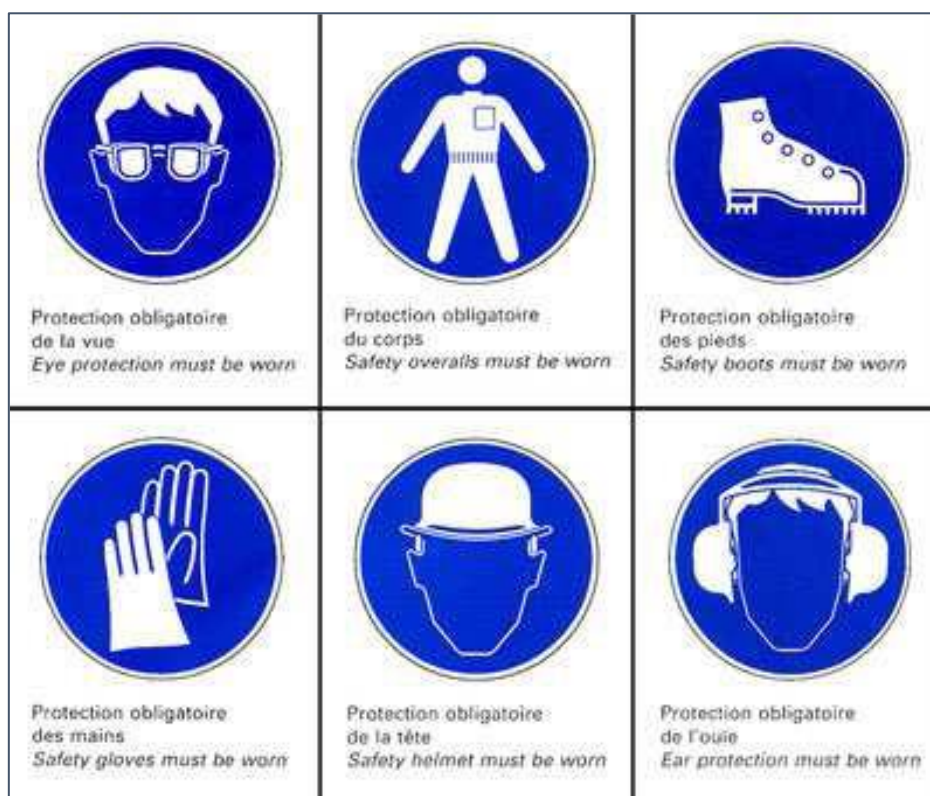 Protection obligatoire
de la vue
Eye protection must be worn
Protection obligatoire
du corps
Safety overalls must be worn
Protection obligatoire
des pieds
Safety boots must be worn
Protection obligatoire
des mains
Safety gloves must be worn
Protection obligatoire
de la tête
Safety helmet must be worn
Protection obligatoire
de l'ouie
Ear protection must be worn